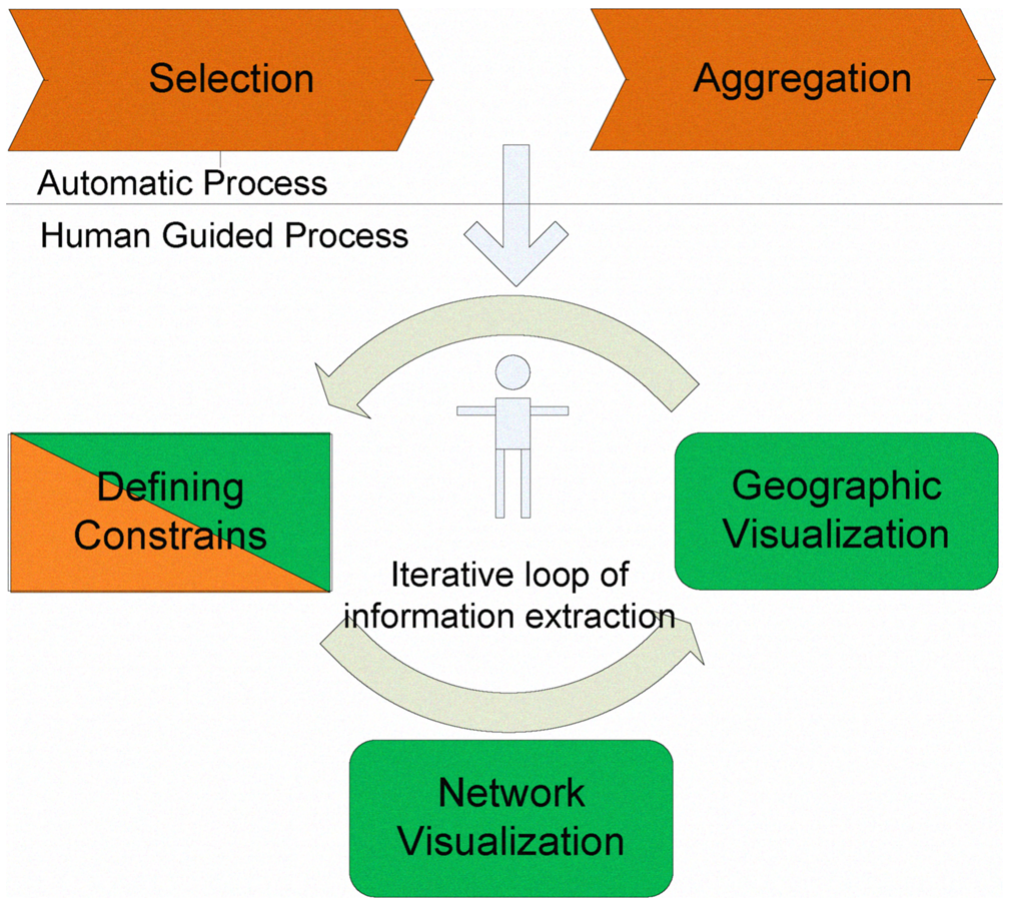 Selection
Aggregation
Automatic Process
Human Guided Process
Defining
Constrains
Geographic
Visualization
Iterative loop of
information extraction
Network
Visualization